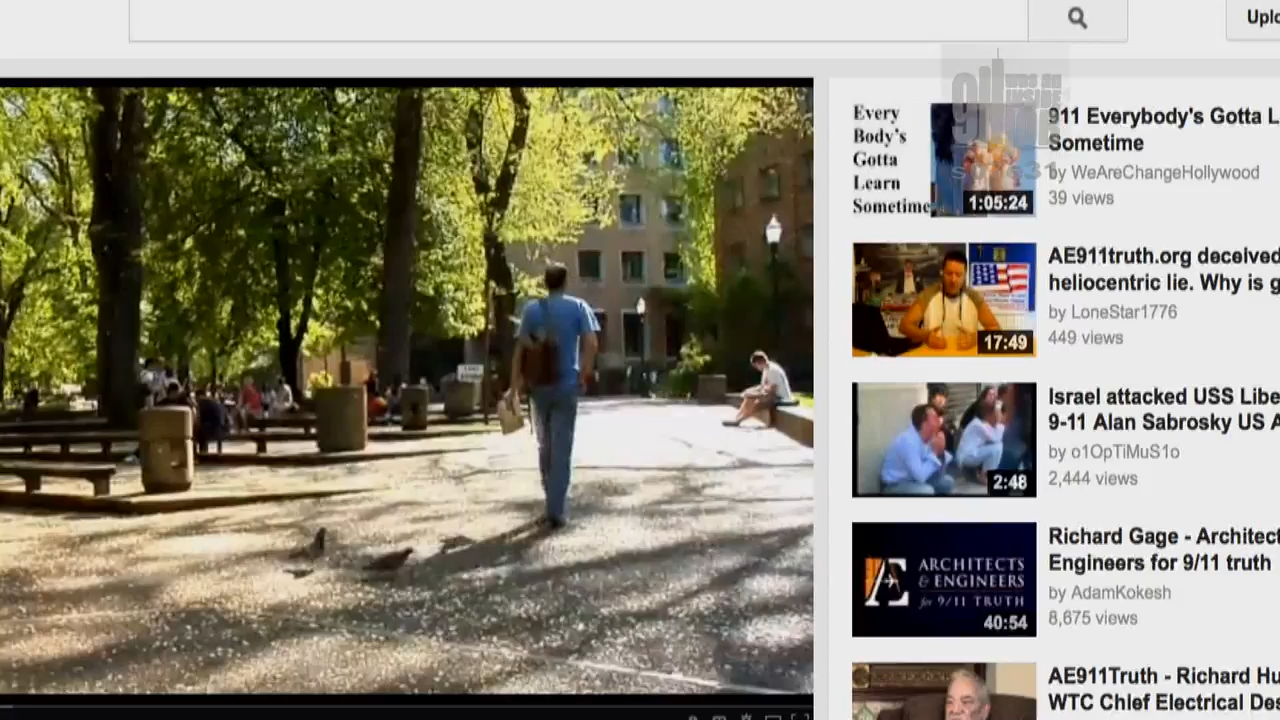 Uplo
Every
Body's
Gotta
Learn
Sometime
1:05:24
911 Everybody's Gotta L
Sometime
by WeAreChangeHollywood
39 views
17:49
AE911truth.org deceived
heliocentric lie. Why is g
by LoneStar1776
449 views
2:48
Israel attacked USS Libe
9-11 Alan Sabrosky US A
by o1OpTiMuS1o
2,444 views
ARCHITECTS
& ENGINEERS
for 9/11 TRUTH
40:54
Richard Gage - Architect
Engineers for 9/11 truth
by AdamKokesh
8,675 views
AE911Truth - Richard Hu
WTC Chief Electrical Des